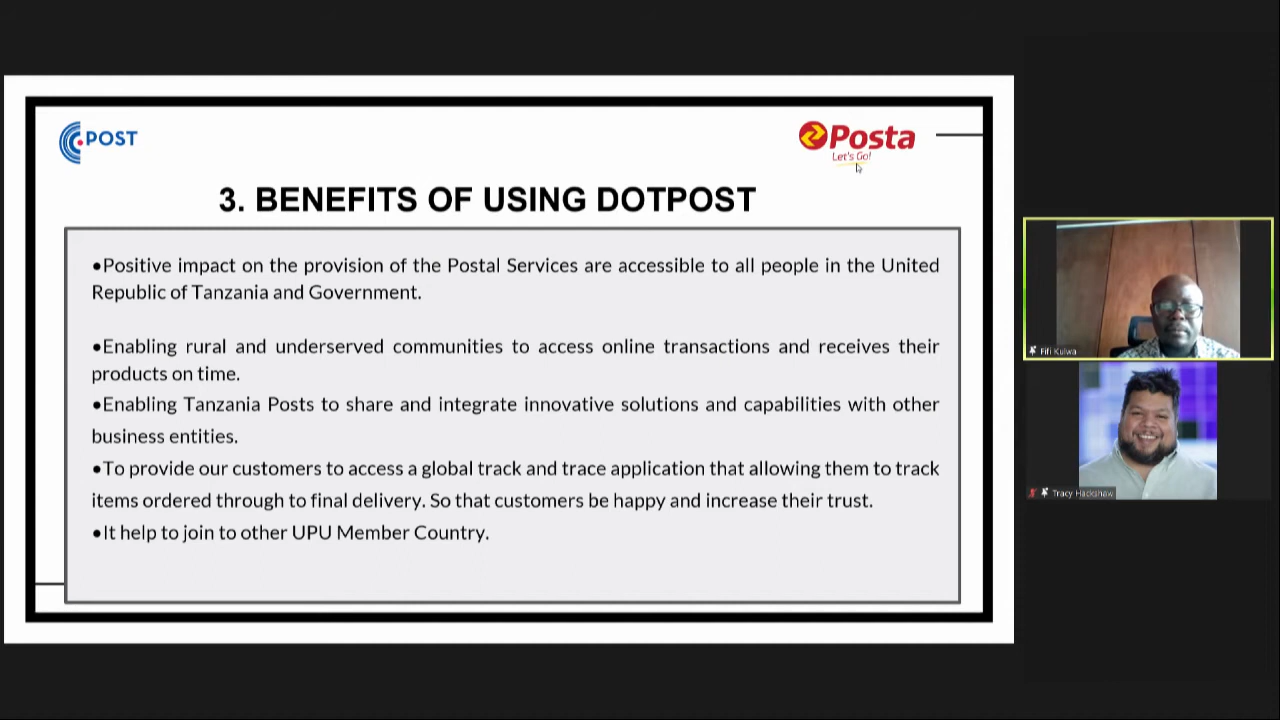 POST
Posta
Let's Go!
3. BENEFITS OF USING DOTPOST
●Positive impact on the provision of the Postal Services are accessible to all people in the United
Republic of Tanzania and Government.
●Enabling rural and underserved communities to access online transactions and receives their
products on time.
●Enabling Tanzania Posts to share and integrate innovative solutions and capabilities with other
business entities.
●To provide our customers to access a global track and trace application that allowing them to track
items ordered through to final delivery. So that customers be happy and increase their trust.
●It help to join to other UPU Member Country.
Fifi Kulwa
Tracy Hackshaw